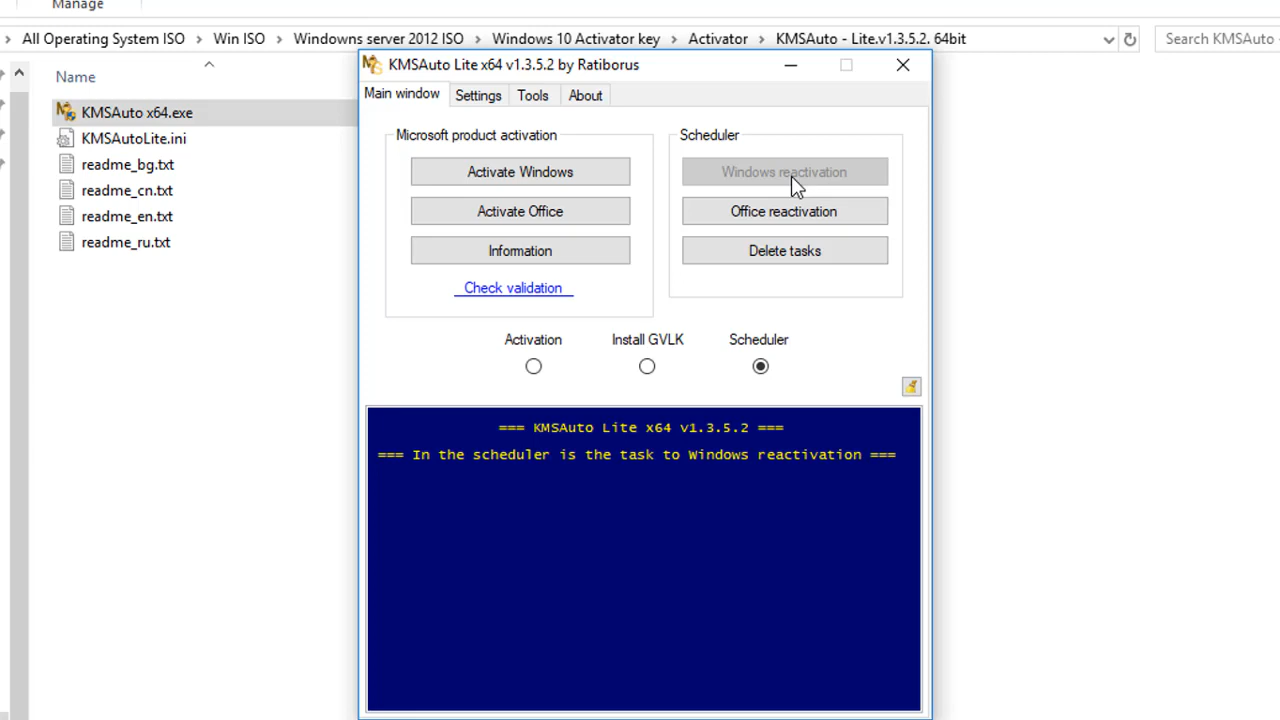 Manage
All Operating System ISO > Win ISO > Windowns server 2012 ISO > Windows 10 Activator key > Activator > KMSAuto - Lite.v1.3.5.2. 64bit
Search KMSAuto -
Name
KMSAuto x64.exe
KMSAutoLite.ini
readme_bg.txt
readme_cn.txt
readme_en.txt
readme_ru.txt
KMSAuto Lite x64 v1.3.5.2 by Ratiborus
Main window Settings Tools About
Microsoft product activation
Activate Windows
Activate Office
Information
Check validation
Scheduler
Windows reactivation
Office reactivation
Delete tasks
Activation Install GVLK Scheduler
=== KMSAuto Lite x64 v1.3.5.2 ===
=== In the scheduler is the task to Windows reactivation ===